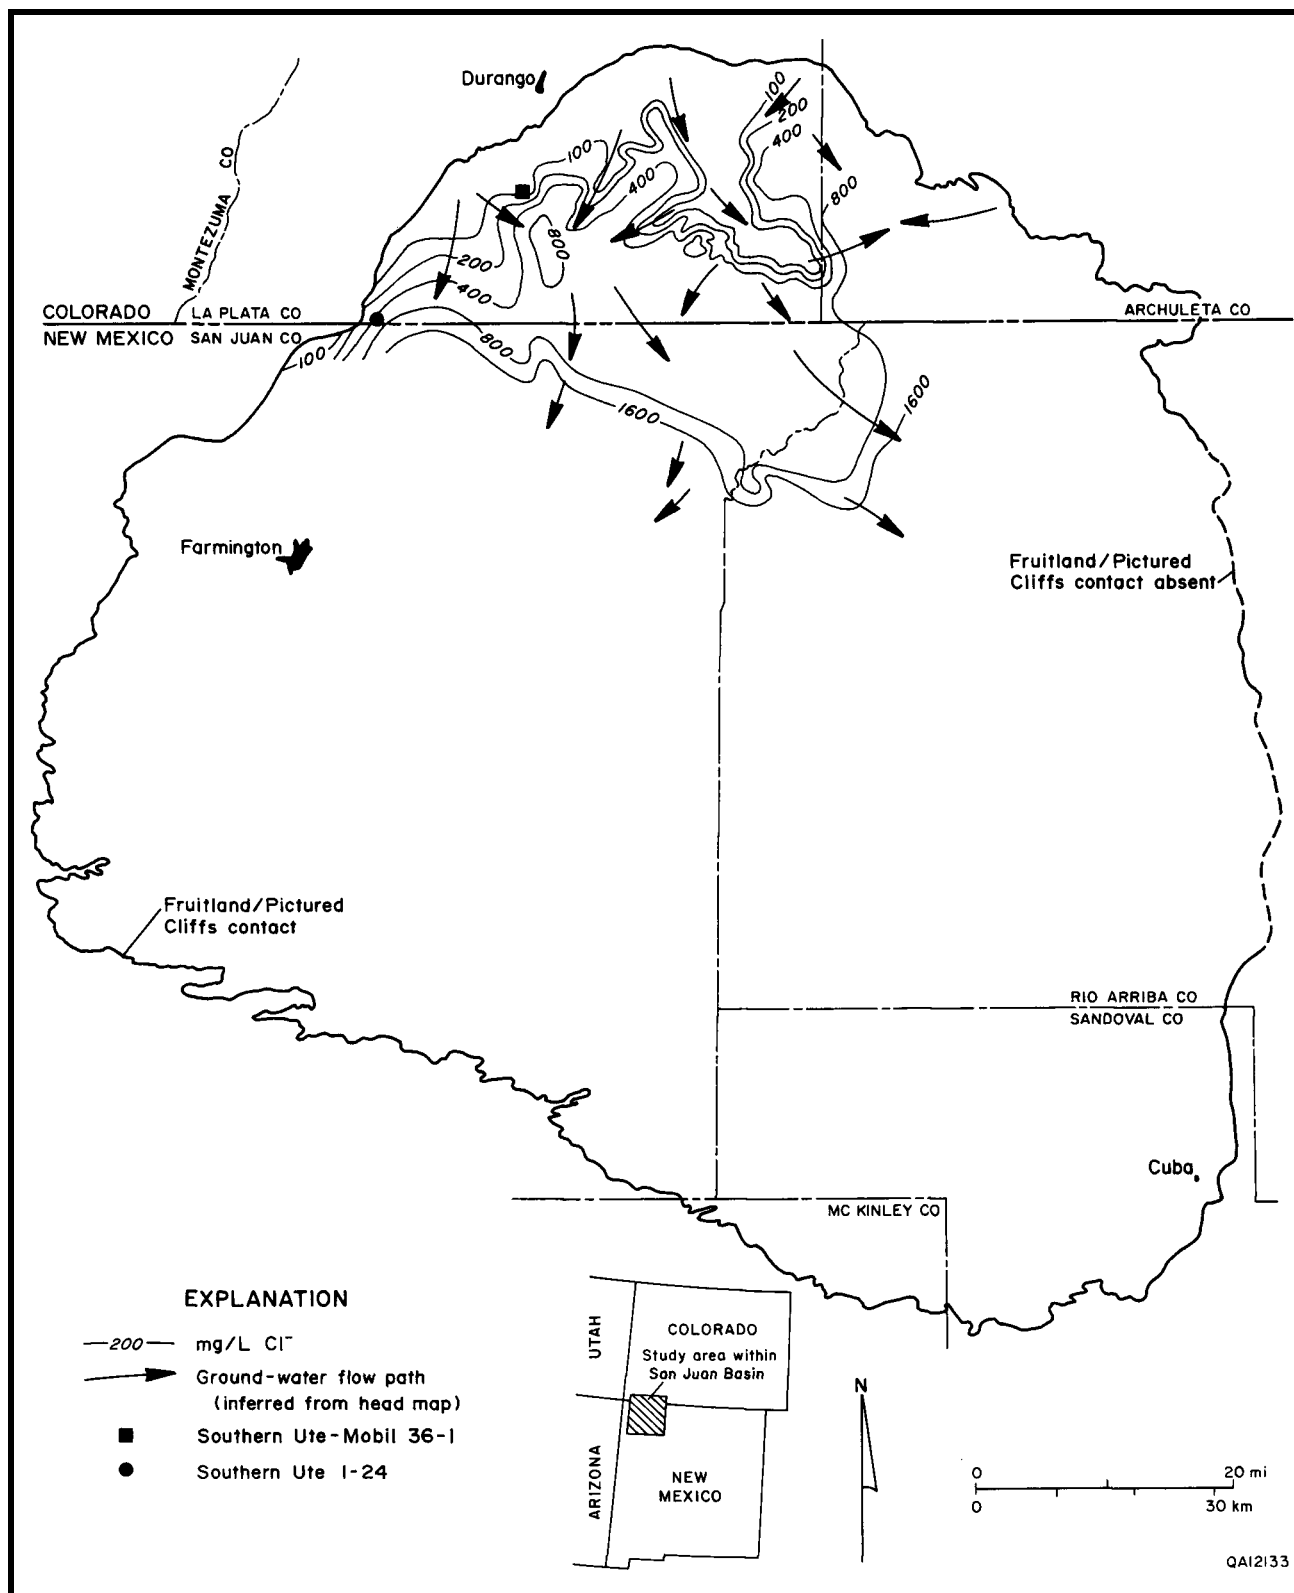 Durango
100
200
400
MONTEZUMA CO
100
400
800
800
200
400
COLORADO
LA PLATA CO
ARCHULETA CO
NEW MEXICO
SAN JUAN CO
100
800
1600
1600
Farmington
Fruitland/Pictured
Cliffs contact absent
Fruitland/Pictured
Cliffs contact
RIO ARRIBA CO
SANDOVAL CO
Cuba
MC KINLEY CO
EXPLANATION
200 mg/L Cl⁻
Ground-water flow path
(inferred from head map)
Southern Ute-Mobil 36-1
Southern Ute 1-24
UTAH
COLORADO
Study area within
San Juan Basin
ARIZONA
NEW
MEXICO
N
0 20 mi
0 30 km
QA12133